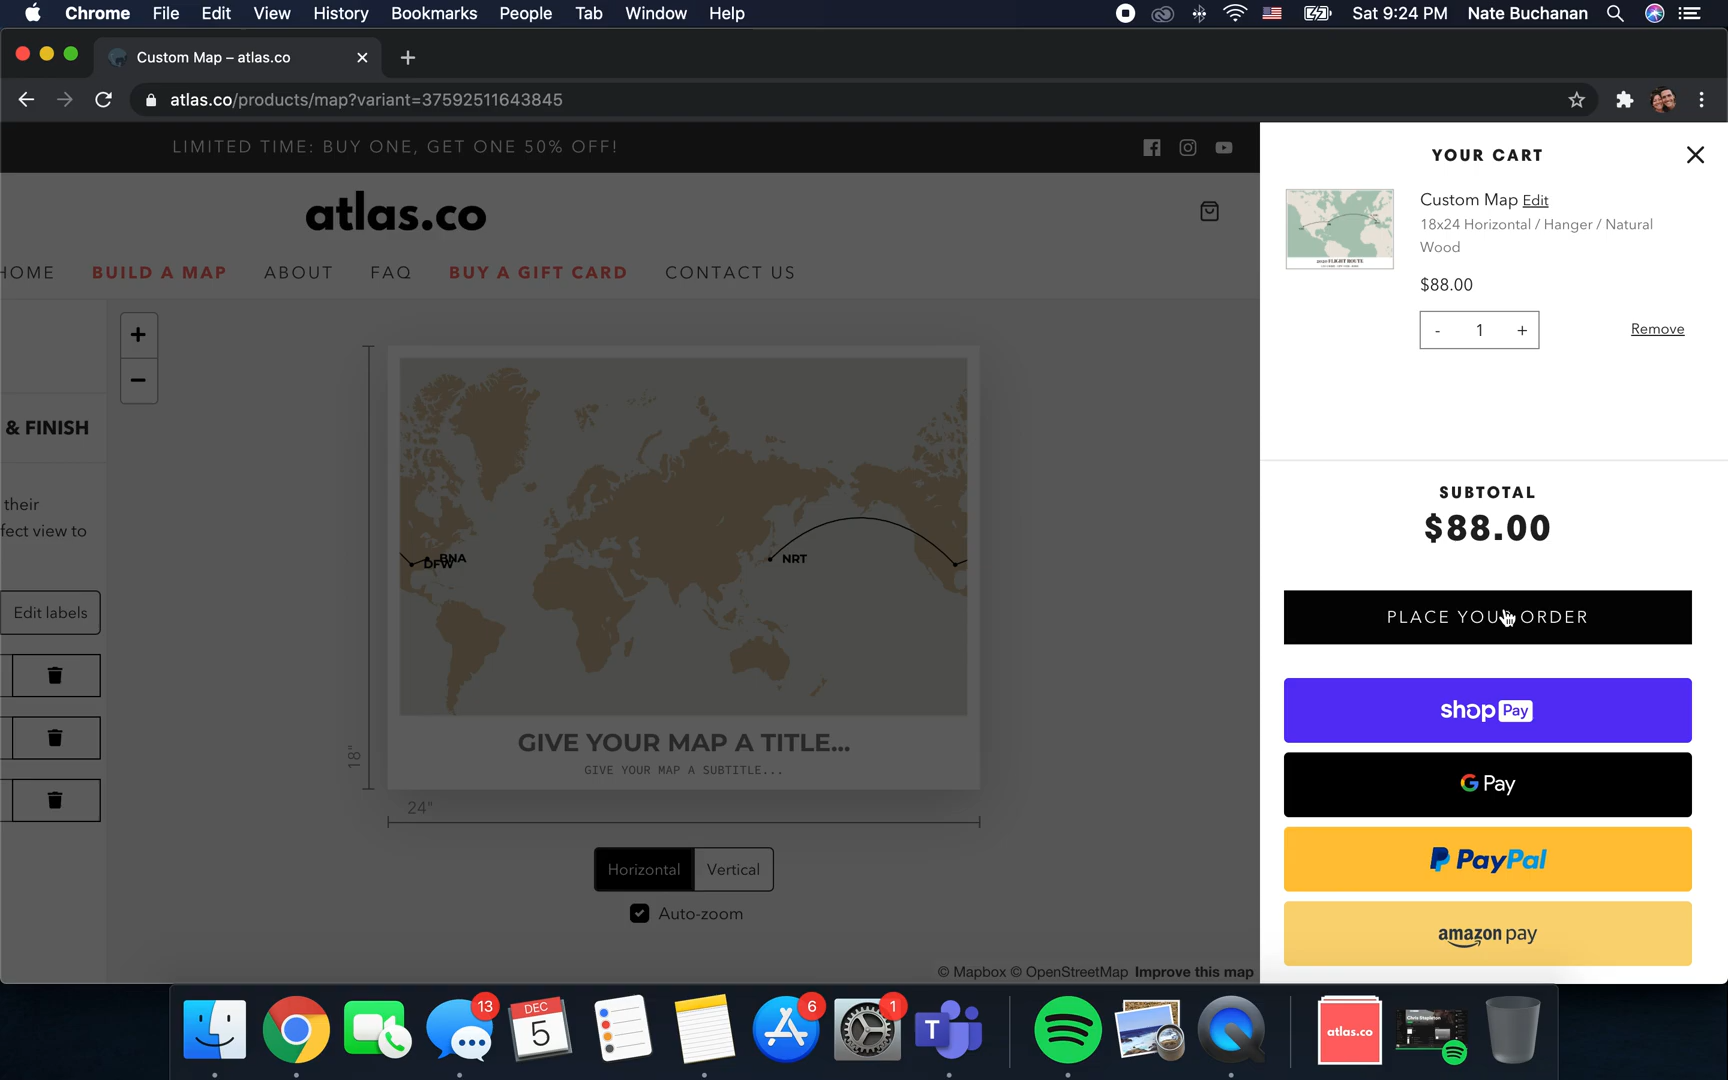 Chrome File Edit View History Bookmarks People Tab Window Help
Sat 9:24 PM Nate Buchanan
Custom Map – atlas.co
atlas.co/products/map?variant=37592511643845
LIMITED TIME: BUY ONE, GET ONE 50% OFF!
atlas.co
HOME BUILD A MAP ABOUT FAQ BUY A GIFT CARD CONTACT US
& FINISH
their
fect view to
Edit labels
+
−
BNA
DFW
NRT
GIVE YOUR MAP A TITLE...
GIVE YOUR MAP A SUBTITLE...
18"
24"
Horizontal Vertical
Auto-zoom
© Mapbox © OpenStreetMap Improve this map
YOUR CART
2020 FLIGHT ROUTE
Custom Map Edit
18x24 Horizontal / Hanger / Natural
Wood
$88.00
- 1 +
Remove
SUBTOTAL
$88.00
PLACE YOUR ORDER
shop Pay
G Pay
PayPal
amazon pay
13
DEC
5
6
1
T
atlas.co
Chris Stapleton